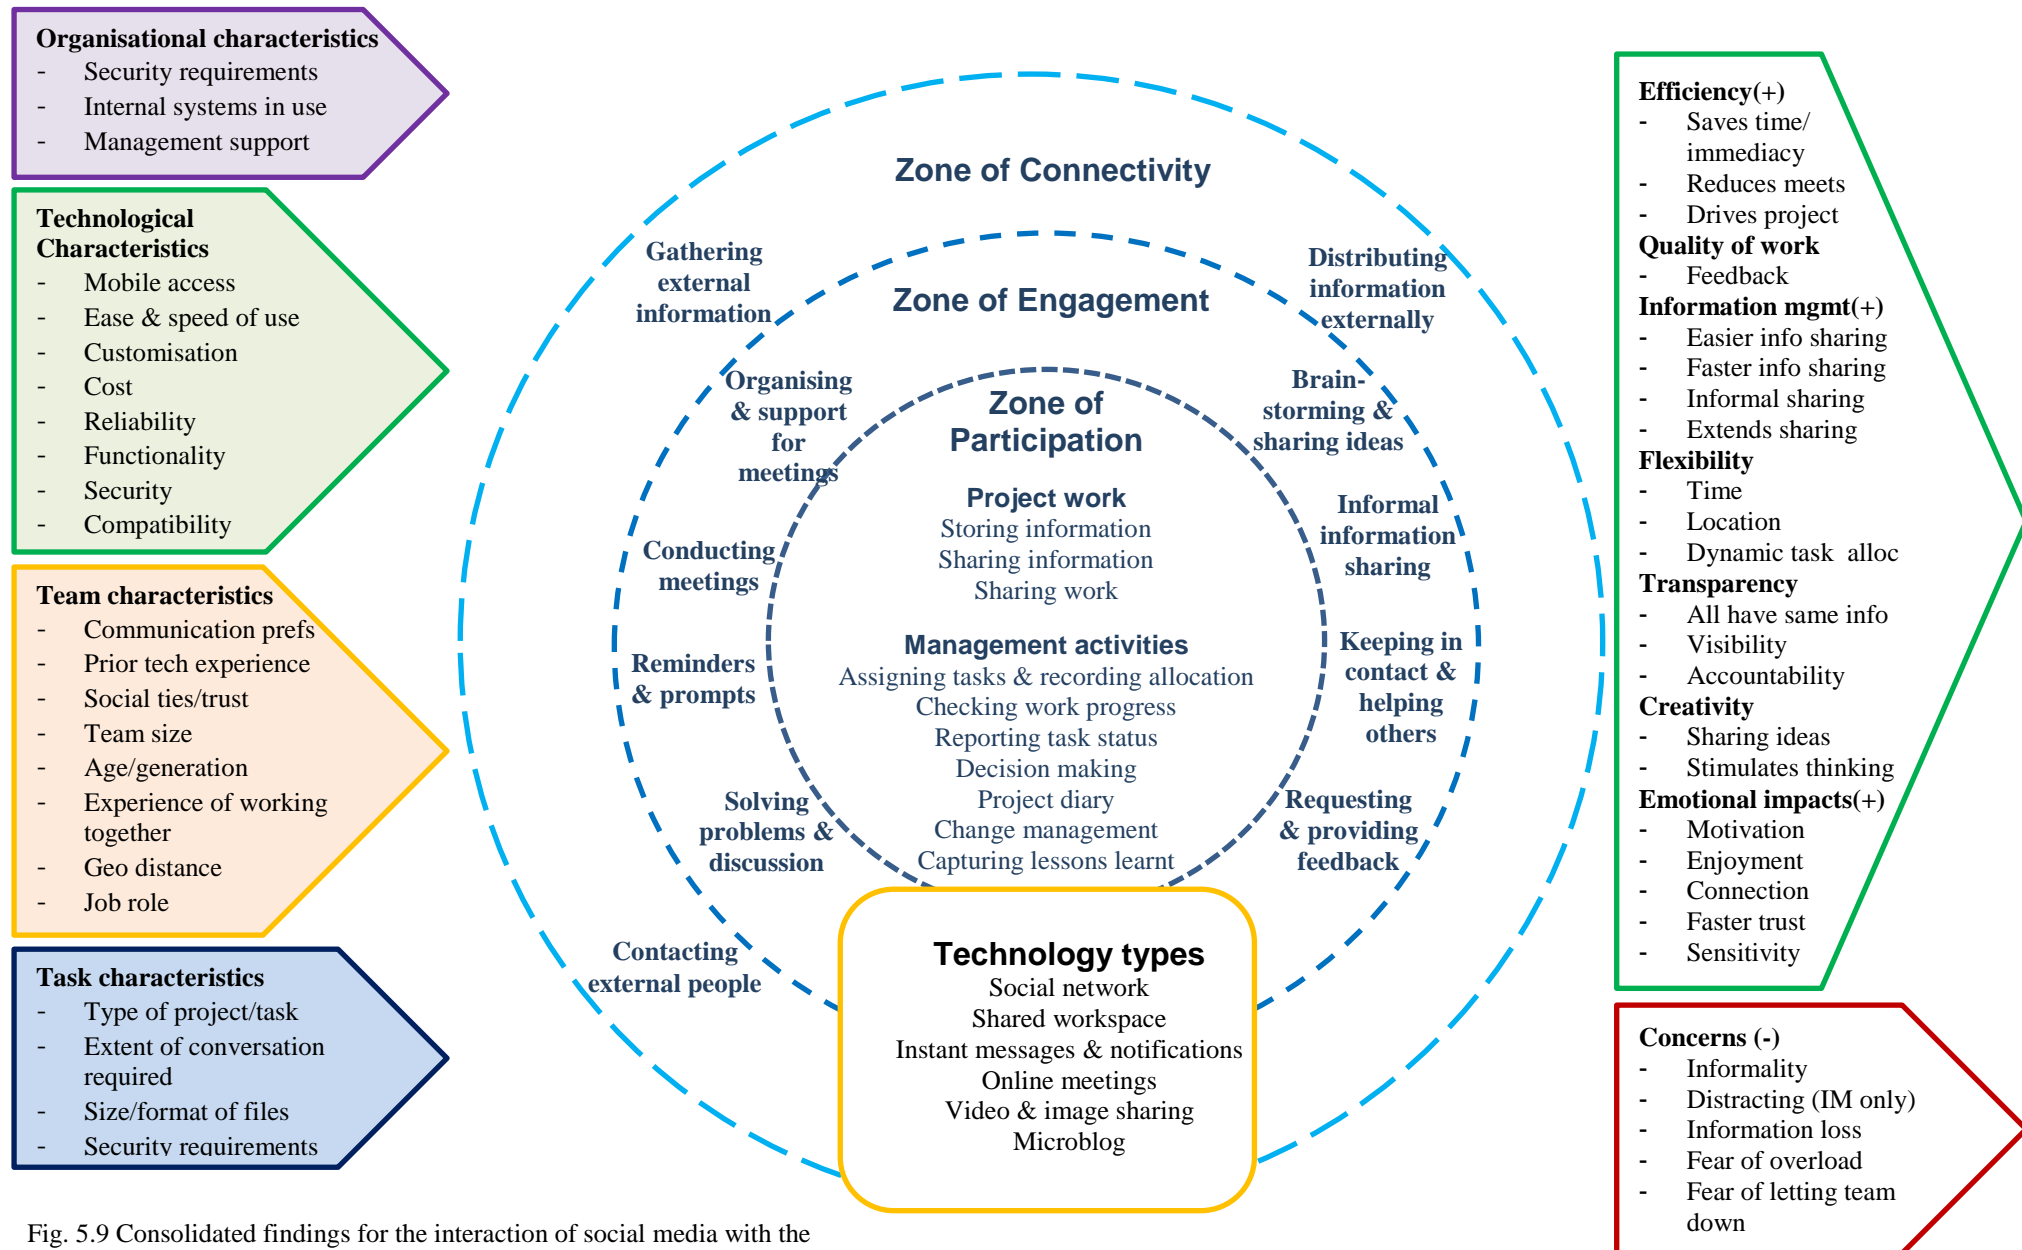 Organisational characteristics
- Security requirements
- Internal systems in use
- Management support
Technological
Characteristics
- Mobile access
- Ease & speed of use
- Customisation
- Cost
- Reliability
- Functionality
- Security
- Compatibility
Team characteristics
- Communication prefs
- Prior tech experience
- Social ties/trust
- Team size
- Age/generation
- Experience of working
together
- Geo distance
- Job role
Task characteristics
- Type of project/task
- Extent of conversation
required
- Size/format of files
- Security requirements
Zone of Connectivity
Gathering
external
information
Distributing
information
externally
Contacting
external people
Zone of Engagement
Organising
& support
for
meetings
Conducting
meetings
Reminders
& prompts
Solving
problems &
discussion
Brain-
storming &
sharing ideas
Informal
information
sharing
Keeping in
contact &
helping
others
Requesting
& providing
feedback
Zone of
Participation
Project work
Storing information
Sharing information
Sharing work
Management activities
Assigning tasks & recording allocation
Checking work progress
Reporting task status
Decision making
Project diary
Change management
Capturing lessons learnt
Technology types
Social network
Shared workspace
Instant messages & notifications
Online meetings
Video & image sharing
Microblog
Efficiency(+)
- Saves time/
immediacy
- Reduces meets
- Drives project
Quality of work
- Feedback
Information mgmt(+)
- Easier info sharing
- Faster info sharing
- Informal sharing
- Extends sharing
Flexibility
- Time
- Location
- Dynamic task alloc
Transparency
- All have same info
- Visibility
- Accountability
Creativity
- Sharing ideas
- Stimulates thinking
Emotional impacts(+)
- Motivation
- Enjoyment
- Connection
- Faster trust
- Sensitivity
Concerns (-)
- Informality
- Distracting (IM only)
- Information loss
- Fear of overload
- Fear of letting team
down
Fig. 5.9 Consolidated findings for the interaction of social media with the